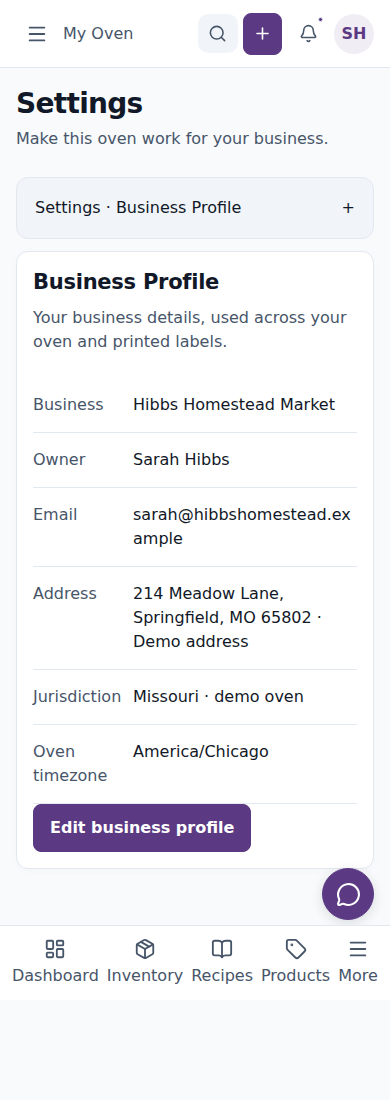 My Oven
SH
Settings
Make this oven work for your business.
Settings · Business Profile +
Business Profile
Your business details, used across your
oven and printed labels.
Business Hibbs Homestead Market
Owner Sarah Hibbs
Email sarah@hibbshomestead.ex
ample
Address 214 Meadow Lane,
Springfield, MO 65802 ·
Demo address
Jurisdiction Missouri · demo oven
Oven America/Chicago
timezone
Edit business profile
Dashboard Inventory Recipes Products More